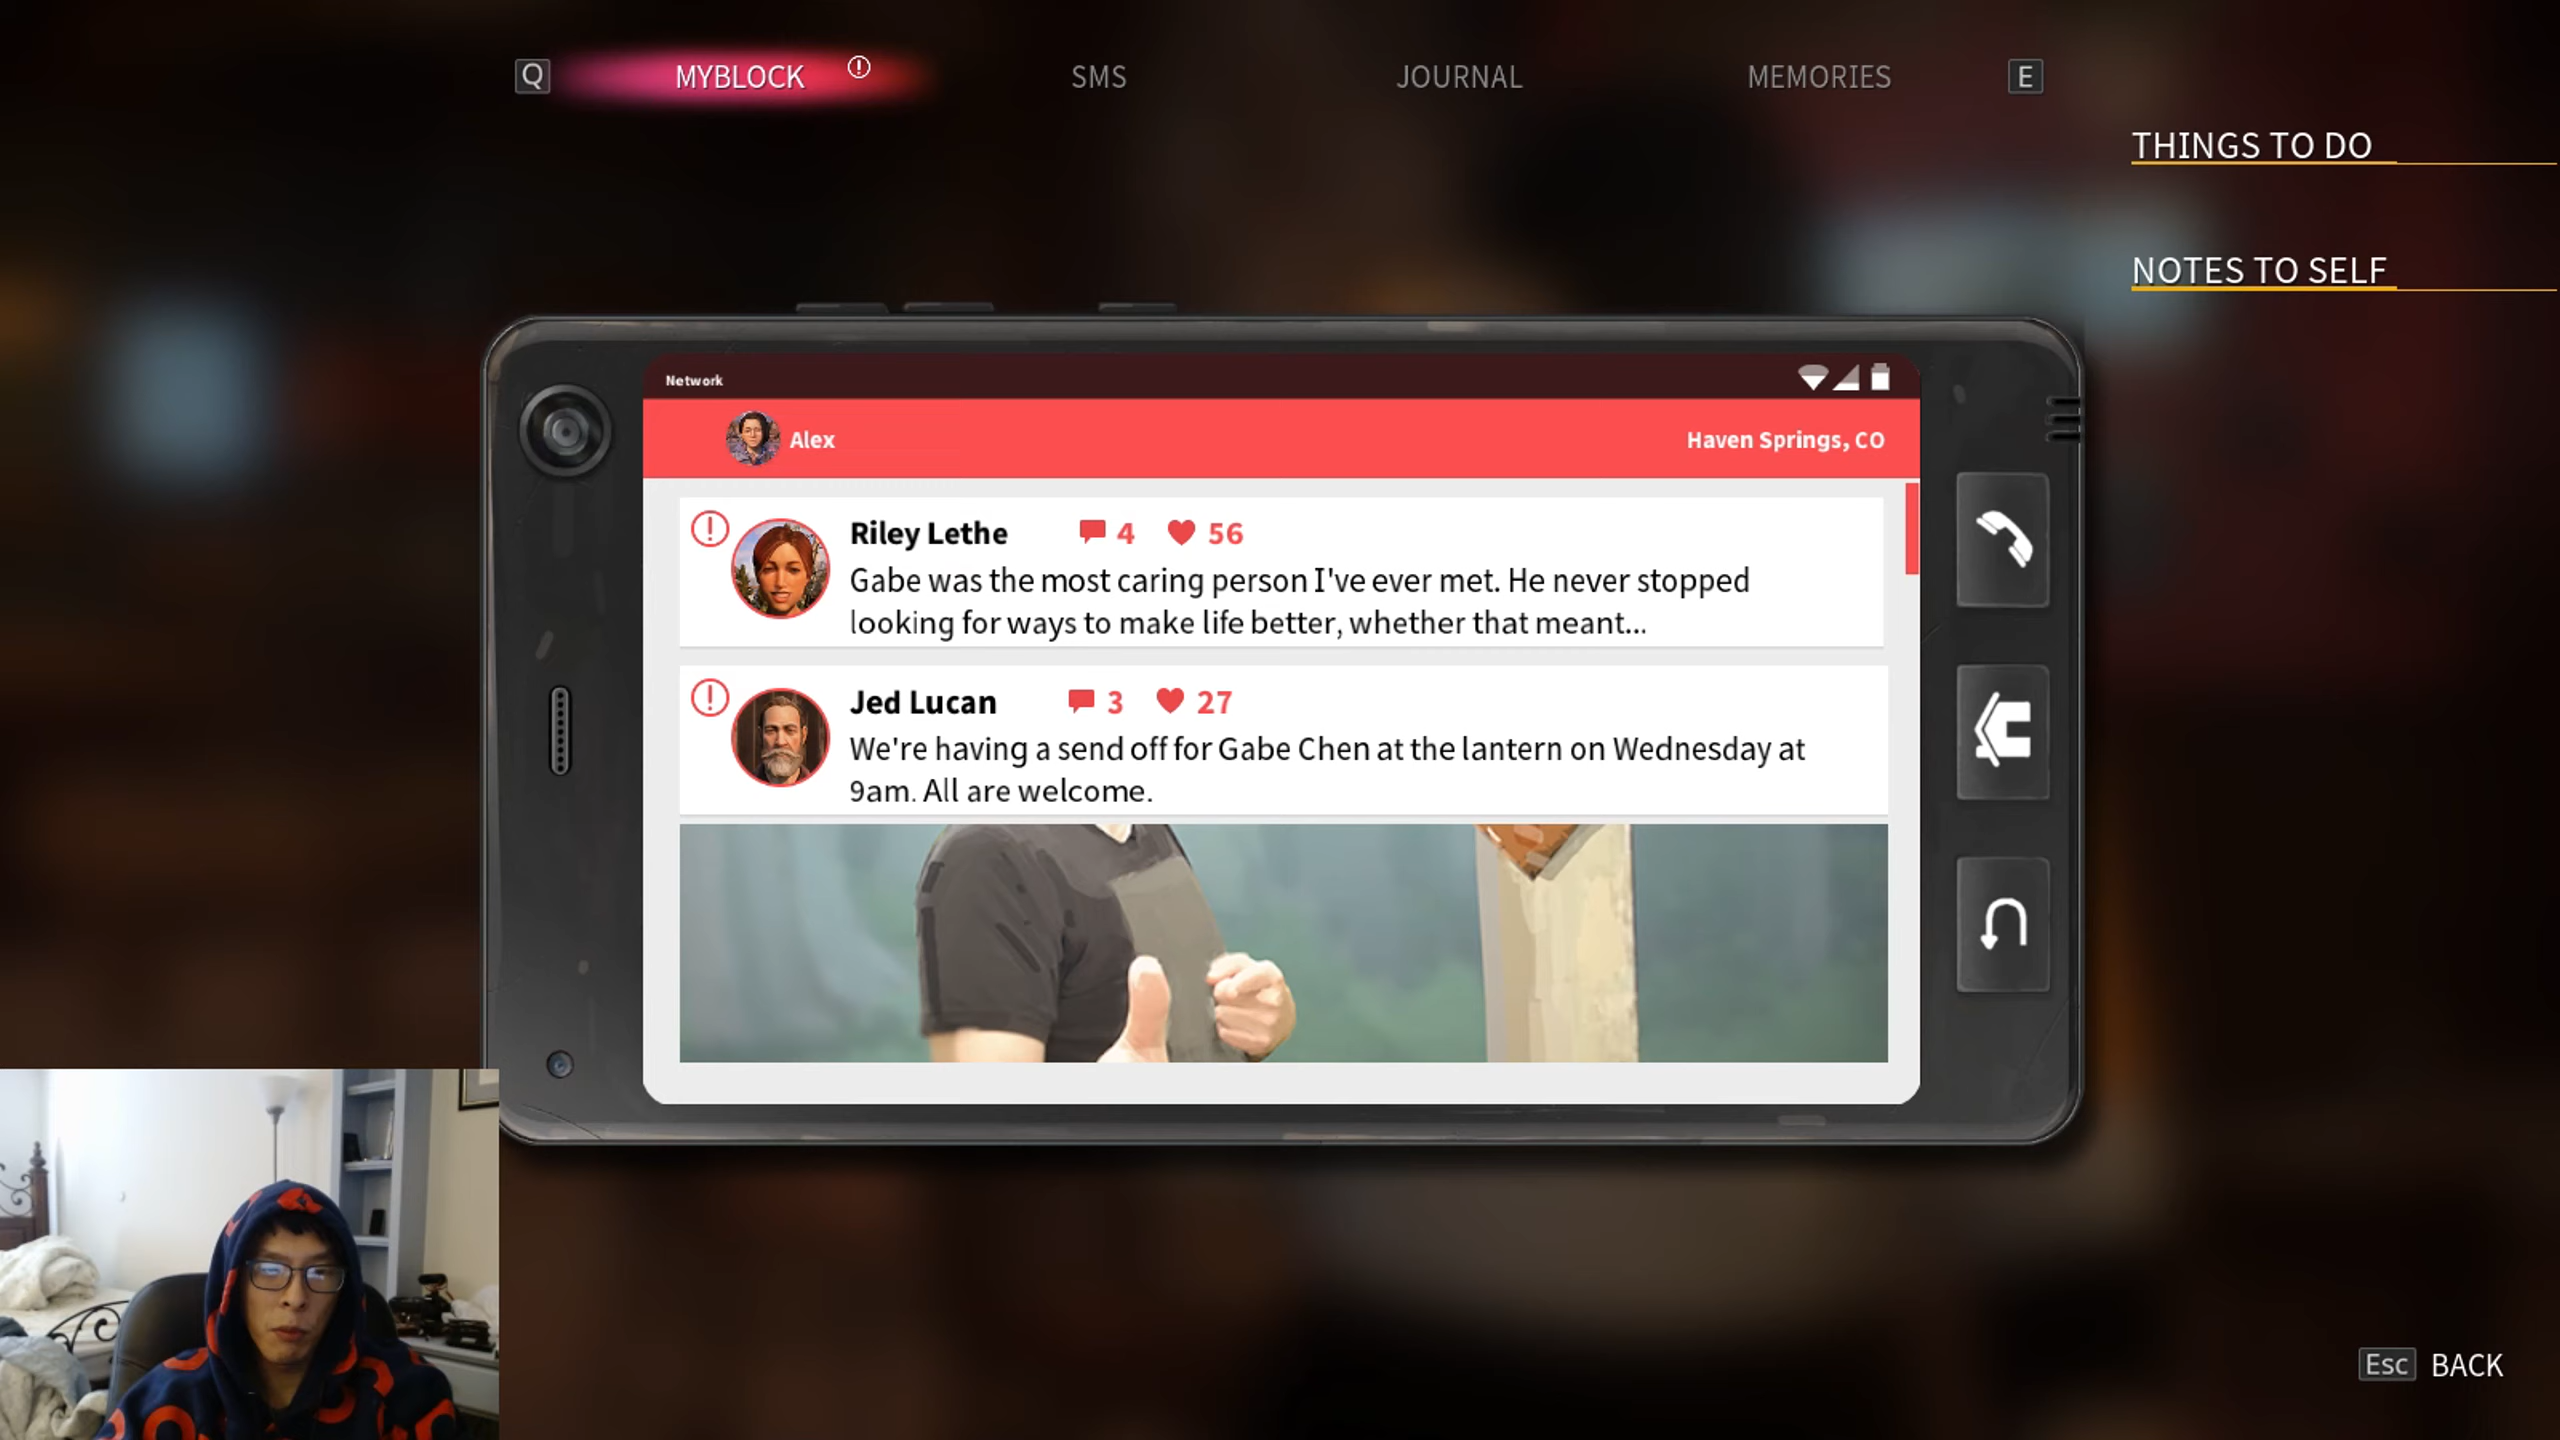 Q MYBLOCK SMS JOURNAL MEMORIES E
THINGS TO DO
NOTES TO SELF
Network
Alex Haven Springs, CO
Riley Lethe 4 56
Gabe was the most caring person I've ever met. He never stopped
looking for ways to make life better, whether that meant...
Jed Lucan 3 27
We're having a send off for Gabe Chen at the lantern on Wednesday at
9am. All are welcome.
Esc BACK